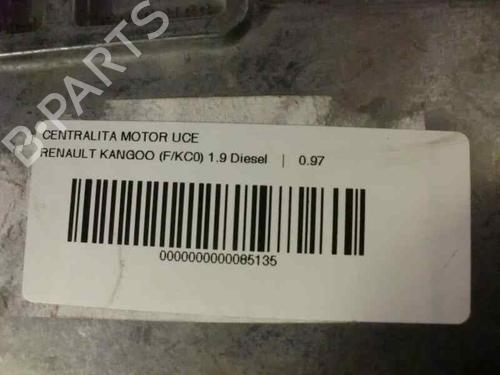 B-PARTS
CENTRALITA MOTOR UCE
RENAULT KANGOO (F/KC0) 1.9 Diesel | 0.97
0000000000085135